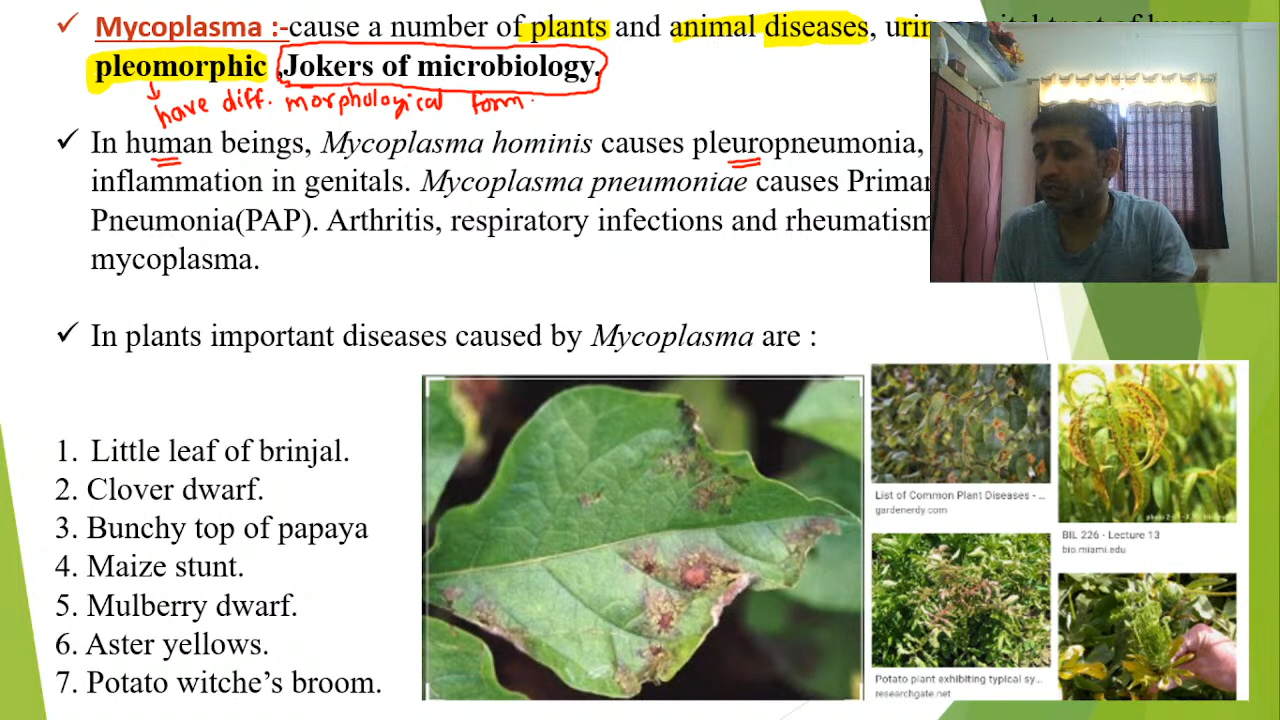 ✓ Mycoplasma :-cause a number of plants and animal diseases,
pleomorphic ,Jokers of microbiology.
have diff. morphological form.
✓ In human beings, Mycoplasma hominis causes pleuropneumonia,
inflammation in genitals. Mycoplasma pneumoniae causes
Pneumonia(PAP). Arthritis, respiratory infections and rheumatism
mycoplasma.
✓ In plants important diseases caused by Mycoplasma are :
1. Little leaf of brinjal.
2. Clover dwarf.
3. Bunchy top of papaya
4. Maize stunt.
5. Mulberry dwarf.
6. Aster yellows.
7. Potato witche’s broom.
List of Common Plant Diseases - ...
gardenerdy.com
BIL 226 - Lecture 13
bio.miami.edu
Potato plant exhibiting typical sy...
researchgate.net